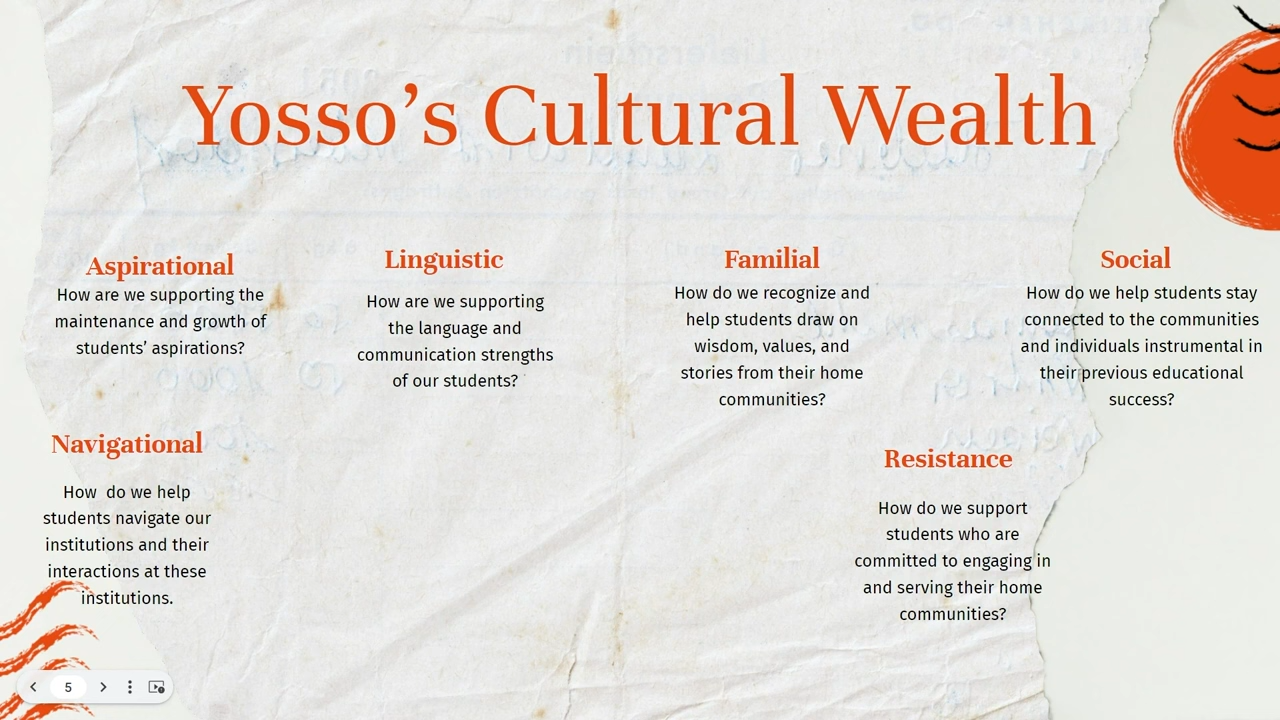 Yosso’s Cultural Wealth
Aspirational
How are we supporting the
maintenance and growth of
students’ aspirations?
Linguistic
How are we supporting
the language and
communication strengths
of our students?
Familial
How do we recognize and
help students draw on
wisdom, values, and
stories from their home
communities?
Social
How do we help students stay
connected to the communities
and individuals instrumental in
their previous educational
success?
Navigational
How  do we help
students navigate our
institutions and their
interactions at these
institutions.
Resistance
How do we support
students who are
committed to engaging in
and serving their home
communities?
5